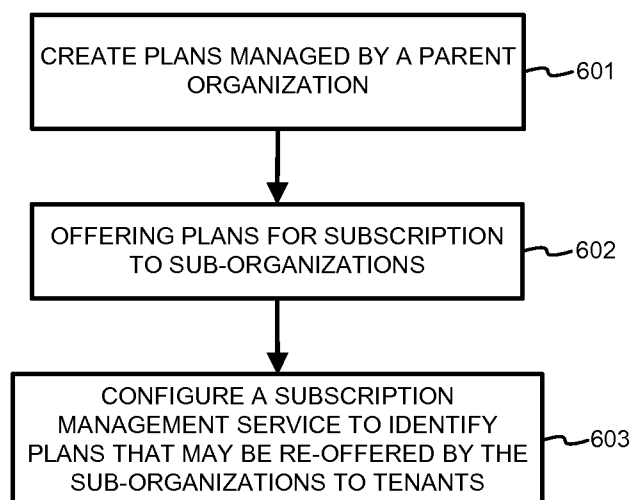 CREATE PLANS MANAGED BY A PARENT
ORGANIZATION
601
OFFERING PLANS FOR SUBSCRIPTION
TO SUB-ORGANIZATIONS
602
CONFIGURE A SUBSCRIPTION
MANAGEMENT SERVICE TO IDENTIFY
PLANS THAT MAY BE RE-OFFERED BY THE
SUB-ORGANIZATIONS TO TENANTS
603